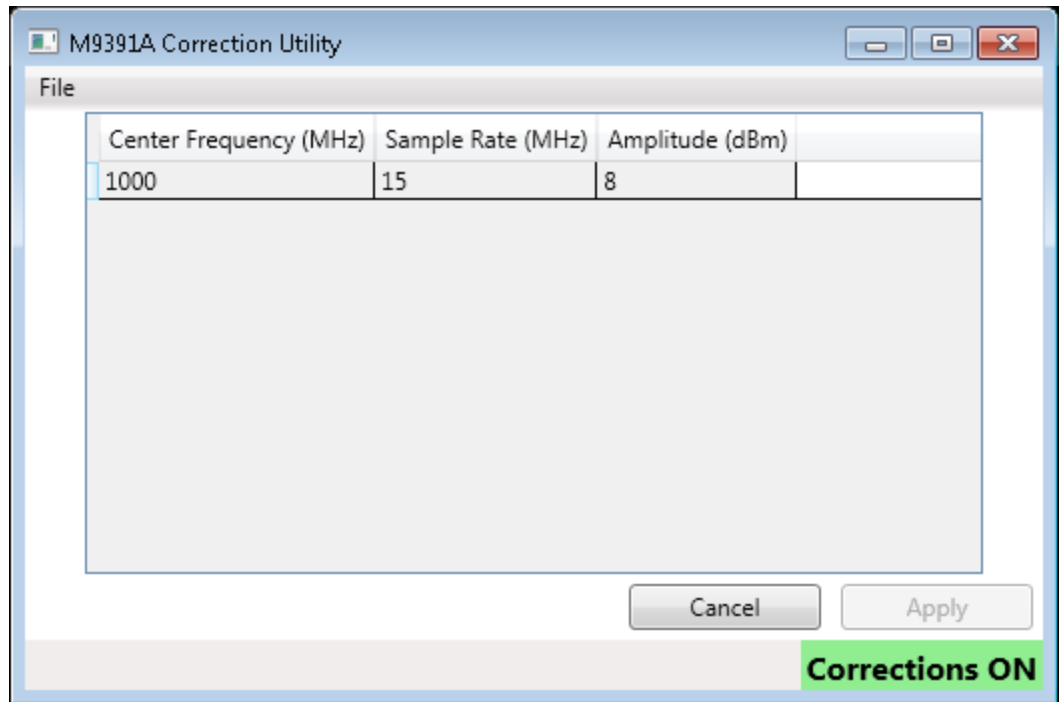 M9391A Correction Utility
File
Center Frequency (MHz) Sample Rate (MHz) Amplitude (dBm)
1000 15 8
Cancel Apply
Corrections ON